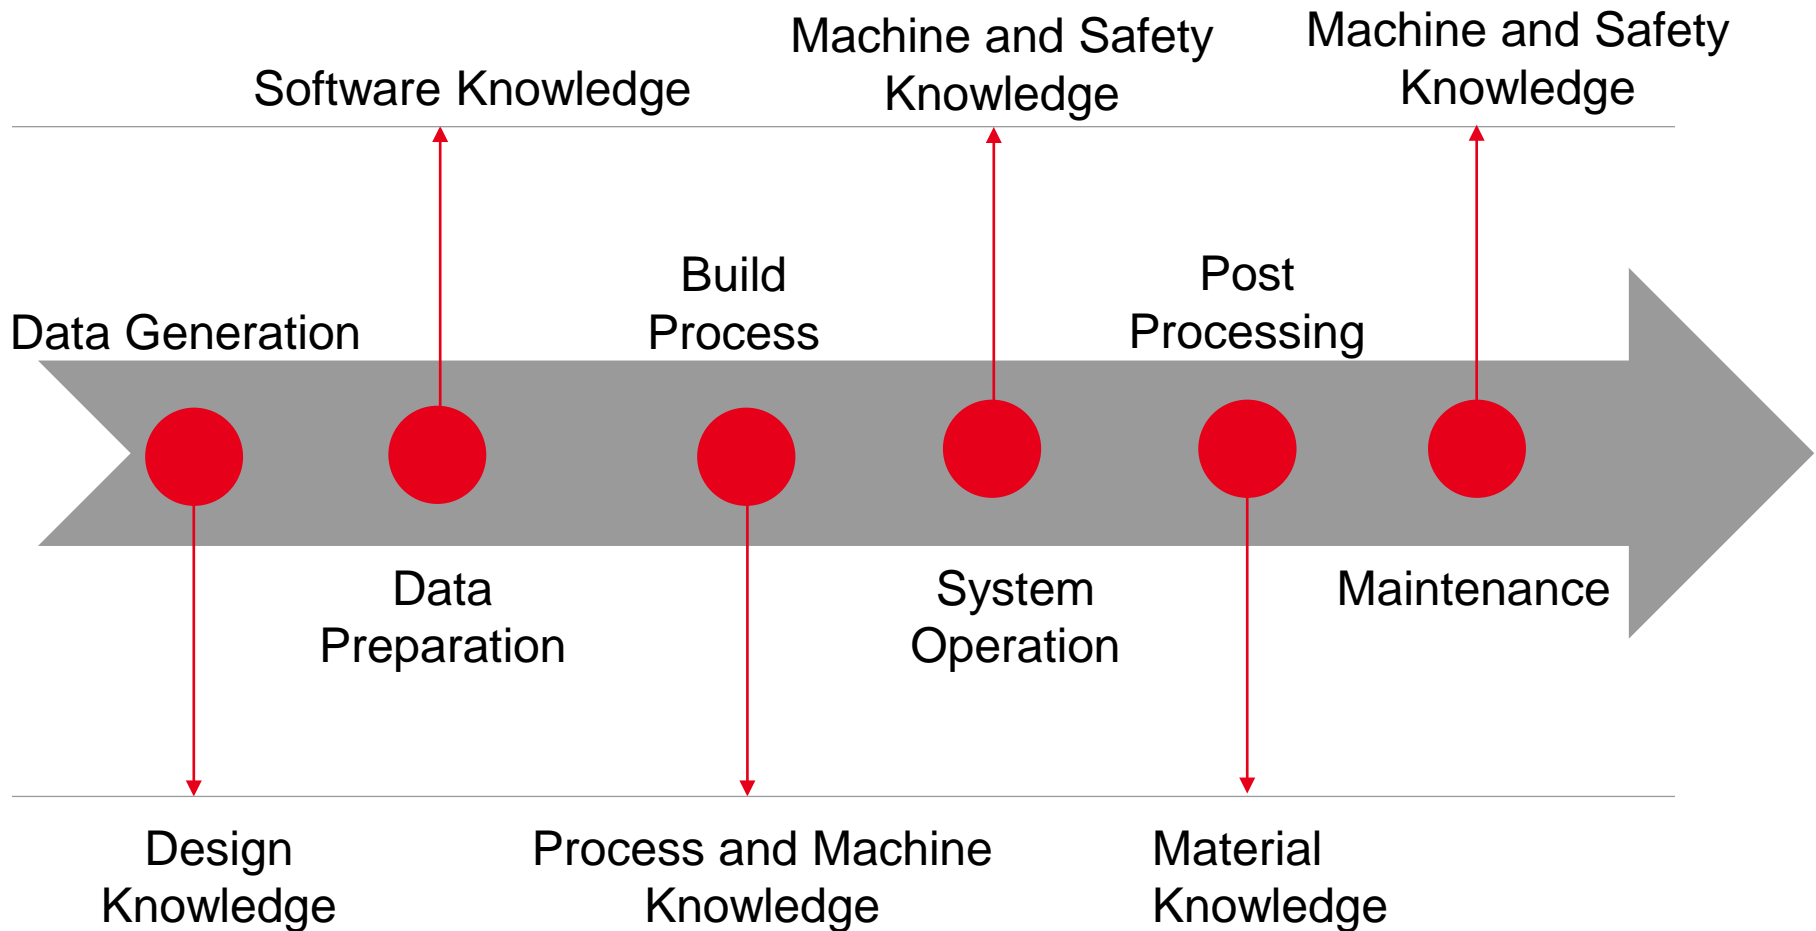 Machine and Safety
Knowledge
Machine and Safety
Knowledge
Software Knowledge
Build
Process
Post
Processing
Data Generation
Data
Preparation
System
Operation
Maintenance
Design
Knowledge
Process and Machine
Knowledge
Material
Knowledge